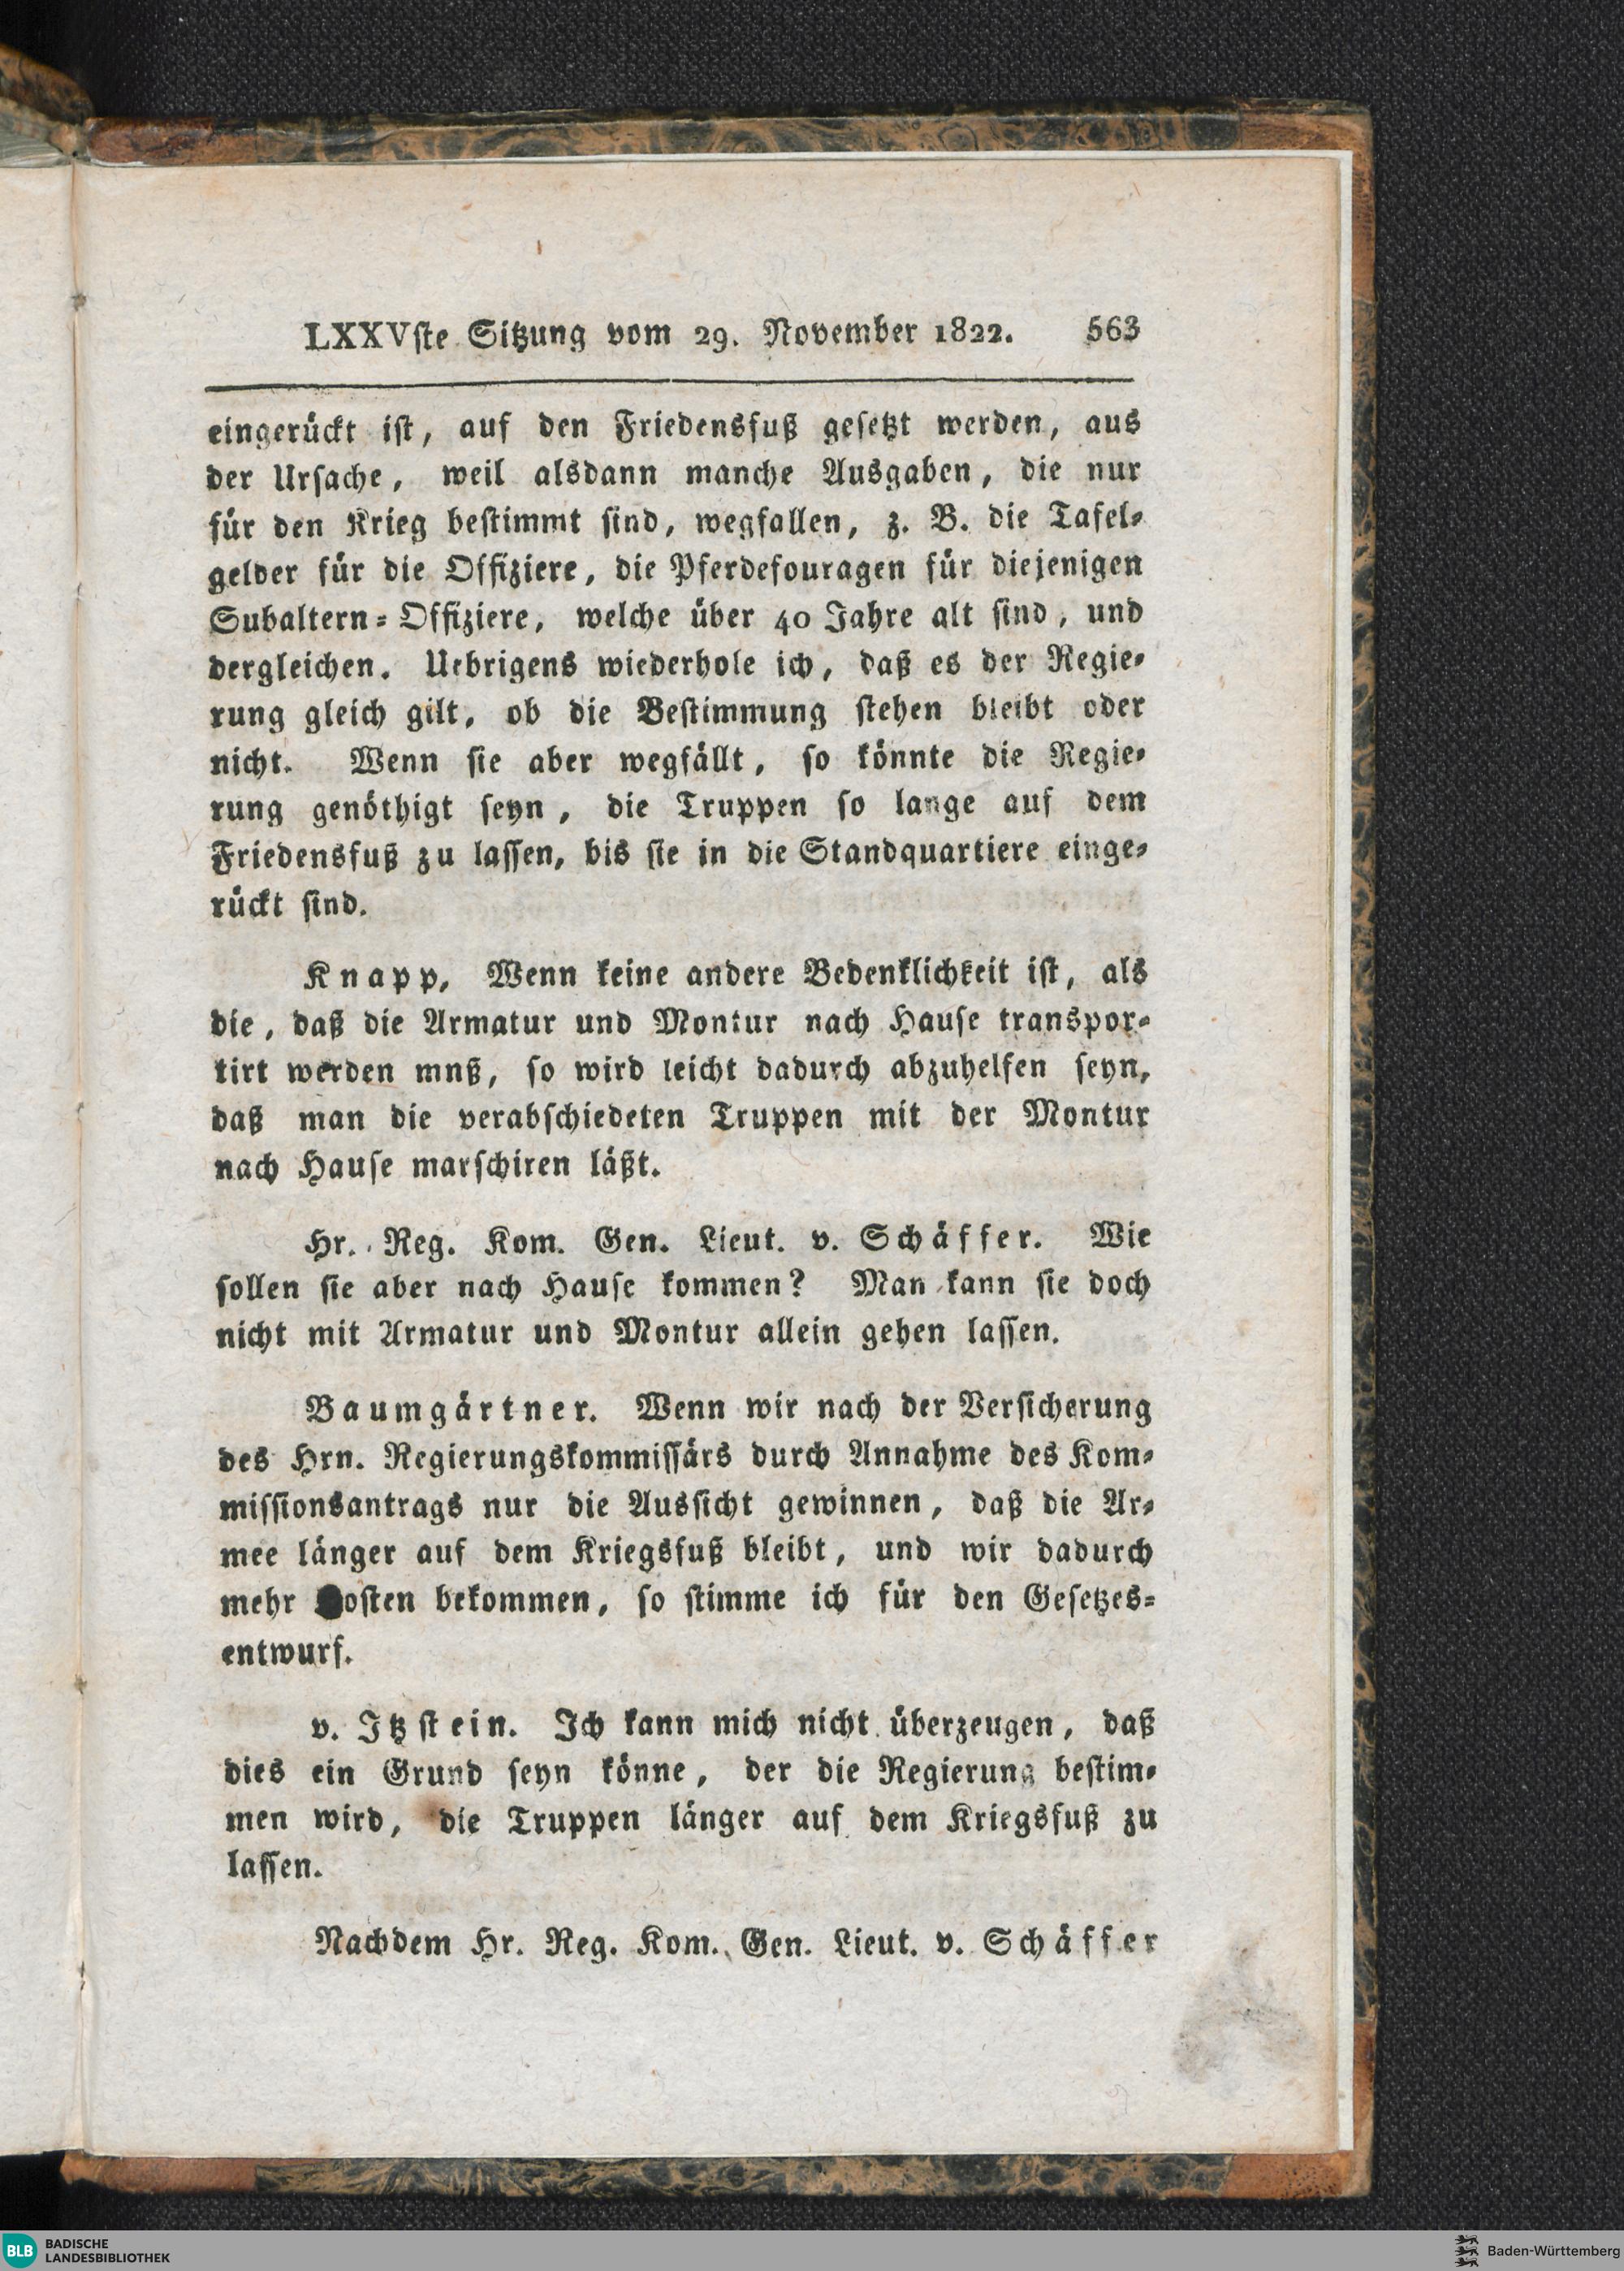 LXXVste Sitzung vom 29. November 1822. 563
eingerückt ist, auf den Friedensfuß gesetzt werden, aus
der Ursache, weil alsdann manche Ausgaben, die nur
für den Krieg bestimmt sind, wegfallen, z. B. die Tafel-
gelder für die Offiziere, die Pferdefouragen für diejenigen
Subaltern-Offiziere, welche über 40 Jahre alt sind, und
dergleichen. Uebrigens wiederhole ich, daß es der Regie-
rung gleich gilt, ob die Bestimmung stehen bleibt oder
nicht. Wenn sie aber wegfällt, so könnte die Regie-
rung genöthigt seyn, die Truppen so lange auf dem
Friedensfuß zu lassen, bis sie in die Standquartiere einge-
rückt sind.
Knapp, Wenn keine andere Bedenklichkeit ist, als
die, daß die Armatur und Montur nach Hause transpor-
tirt werden mnß, so wird leicht dadurch abzuhelfen seyn,
daß man die verabschiedeten Truppen mit der Montur
nach Hause marschiren läßt.
Hr. Reg. Kom. Gen. Lieut. v. Schäffer. Wie
sollen sie aber nach Hause kommen? Man kann sie doch
nicht mit Armatur und Montur allein gehen lassen.
Baumgärtner. Wenn wir nach der Versicherung
des Hrn. Regierungskommissärs durch Annahme des Kom-
missionsantrags nur die Aussicht gewinnen, daß die Ar-
mee länger auf dem Kriegsfuß bleibt, und wir dadurch
mehr Kosten bekommen, so stimme ich für den Gesetzes-
entwurf.
v. Itzstein. Ich kann mich nicht überzeugen, daß
dies ein Grund seyn könne, der die Regierung bestim-
men wird, die Truppen länger auf dem Kriegsfuß zu
lassen.
Nachdem Hr. Reg. Kom. Gen. Lieut. v. Schäffer
BLB BADISCHE
LANDESBIBLIOTHEK
Baden-Württemberg